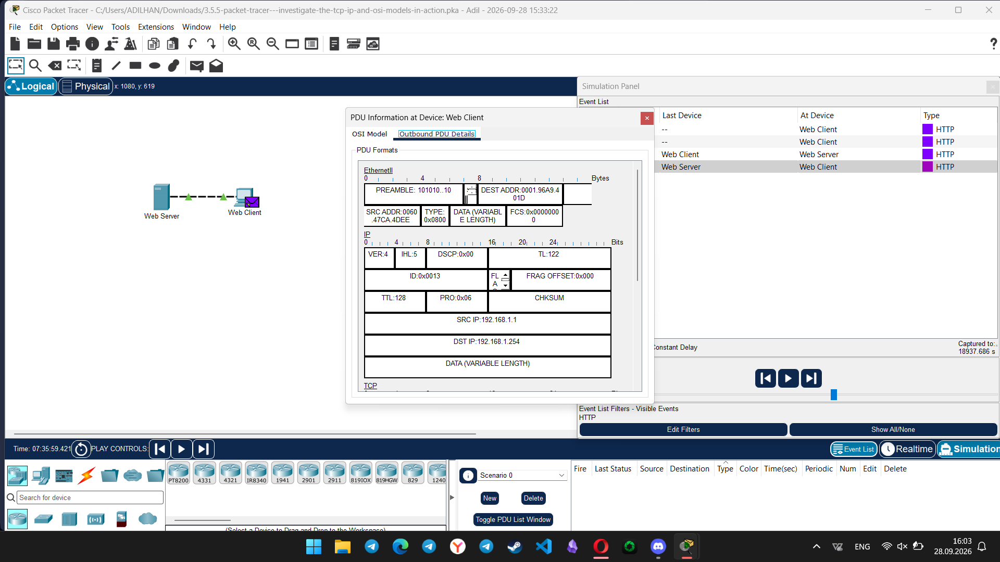 Cisco Packet Tracer - C:/Users/ADILHAN/Downloads/3.5.5-packet-tracer---investigate-the-tcp-ip-and-osi-models-in-action.pka - Adil - 2026-09-28 15:33:22
File Edit Options View Tools Extensions Window Help
Logical Physical x: 1080, y: 619
Simulation Panel
Event List
Last Device At Device Type
-- Web Client HTTP
-- Web Client HTTP
Web Client Web Server HTTP
Web Server Web Client HTTP
PDU Information at Device: Web Client
OSI Model Outbound PDU Details
PDU Formats
EthernetII
0 4 8 Bytes
PREAMBLE: 101010..10 DEST ADDR:0001.96A9.4
01D
SRC ADDR:0060 TYPE: DATA (VARIABL FCS:0x0000000
.47CA.4DEE 0x0800 E LENGTH) 0
IP
0 4 8 16 20 24 Bits
VER:4 IHL:5 DSCP:0x00 TL:122
ID:0x0013 FL FRAG OFFSET:0x000
A
TTL:128 PRO:0x06 CHKSUM
SRC IP:192.168.1.1
DST IP:192.168.1.254
DATA (VARIABLE LENGTH)
TCP
Web Server
Web Client
Constant Delay
Captured to:
18937.686 s
Event List Filters - Visible Events
HTTP
Edit Filters Show All/None
Time: 07:35:59.421 PLAY CONTROLS: Event List Realtime Simulation
PT8200 4331 4321 IR8340 1941 2901 2911 819IOX 819HGW 829 1240
Search for device
(Select a Device to Drag and Drop to the Workspace)
Scenario 0
New Delete
Toggle PDU List Window
Fire Last Status Source Destination Type Color Time(sec) Periodic Num Edit Delete
ENG
16:03
28.09.2026